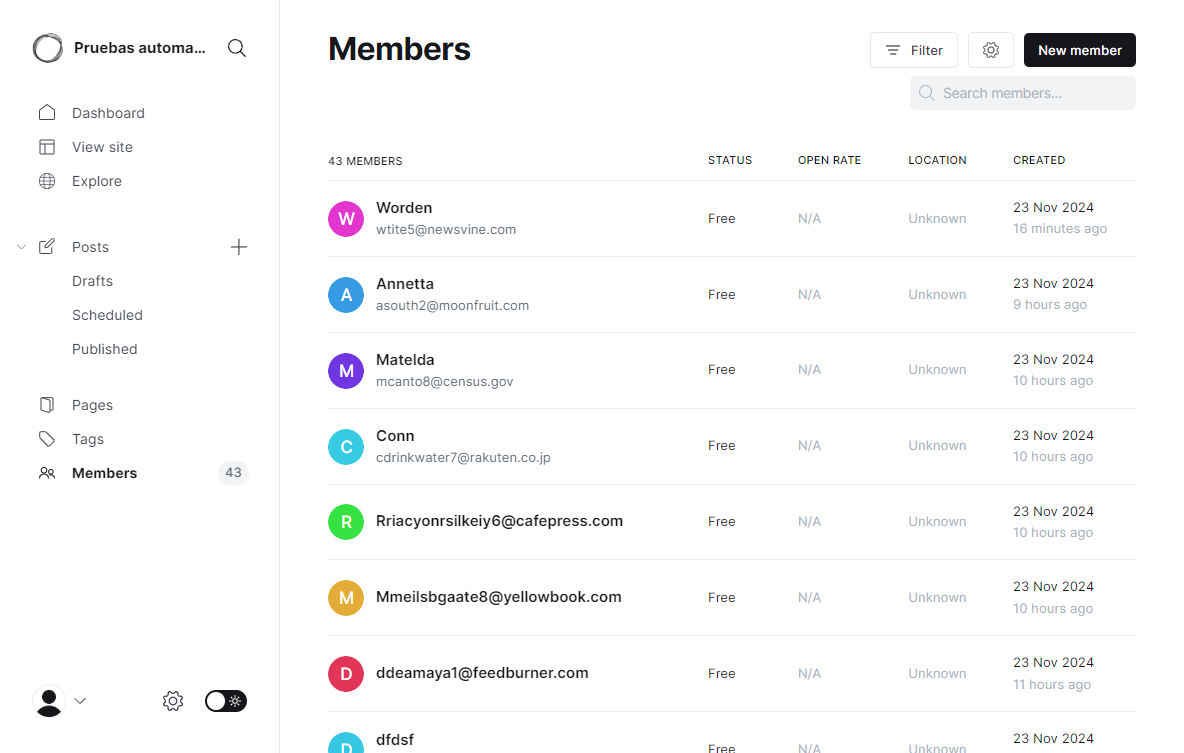 Pruebas automa...
Dashboard
View site
Explore
Posts
Drafts
Scheduled
Published
Pages
Tags
Members 43
Members
Filter
New member
Search members...
43 MEMBERS STATUS OPEN RATE LOCATION CREATED
W Worden wtite5@newsvine.com Free N/A Unknown 23 Nov 2024 16 minutes ago
A Annetta asouth2@moonfruit.com Free N/A Unknown 23 Nov 2024 9 hours ago
M Matelda mcanto8@census.gov Free N/A Unknown 23 Nov 2024 10 hours ago
C Conn cdrinkwater7@rakuten.co.jp Free N/A Unknown 23 Nov 2024 10 hours ago
R Rriacyonrsilkeiy6@cafepress.com Free N/A Unknown 23 Nov 2024 10 hours ago
M Mmeilsbgaate8@yellowbook.com Free N/A Unknown 23 Nov 2024 10 hours ago
D ddeamaya1@feedburner.com Free N/A Unknown 23 Nov 2024 11 hours ago
D dfdsf Free N/A Unknown 23 Nov 2024